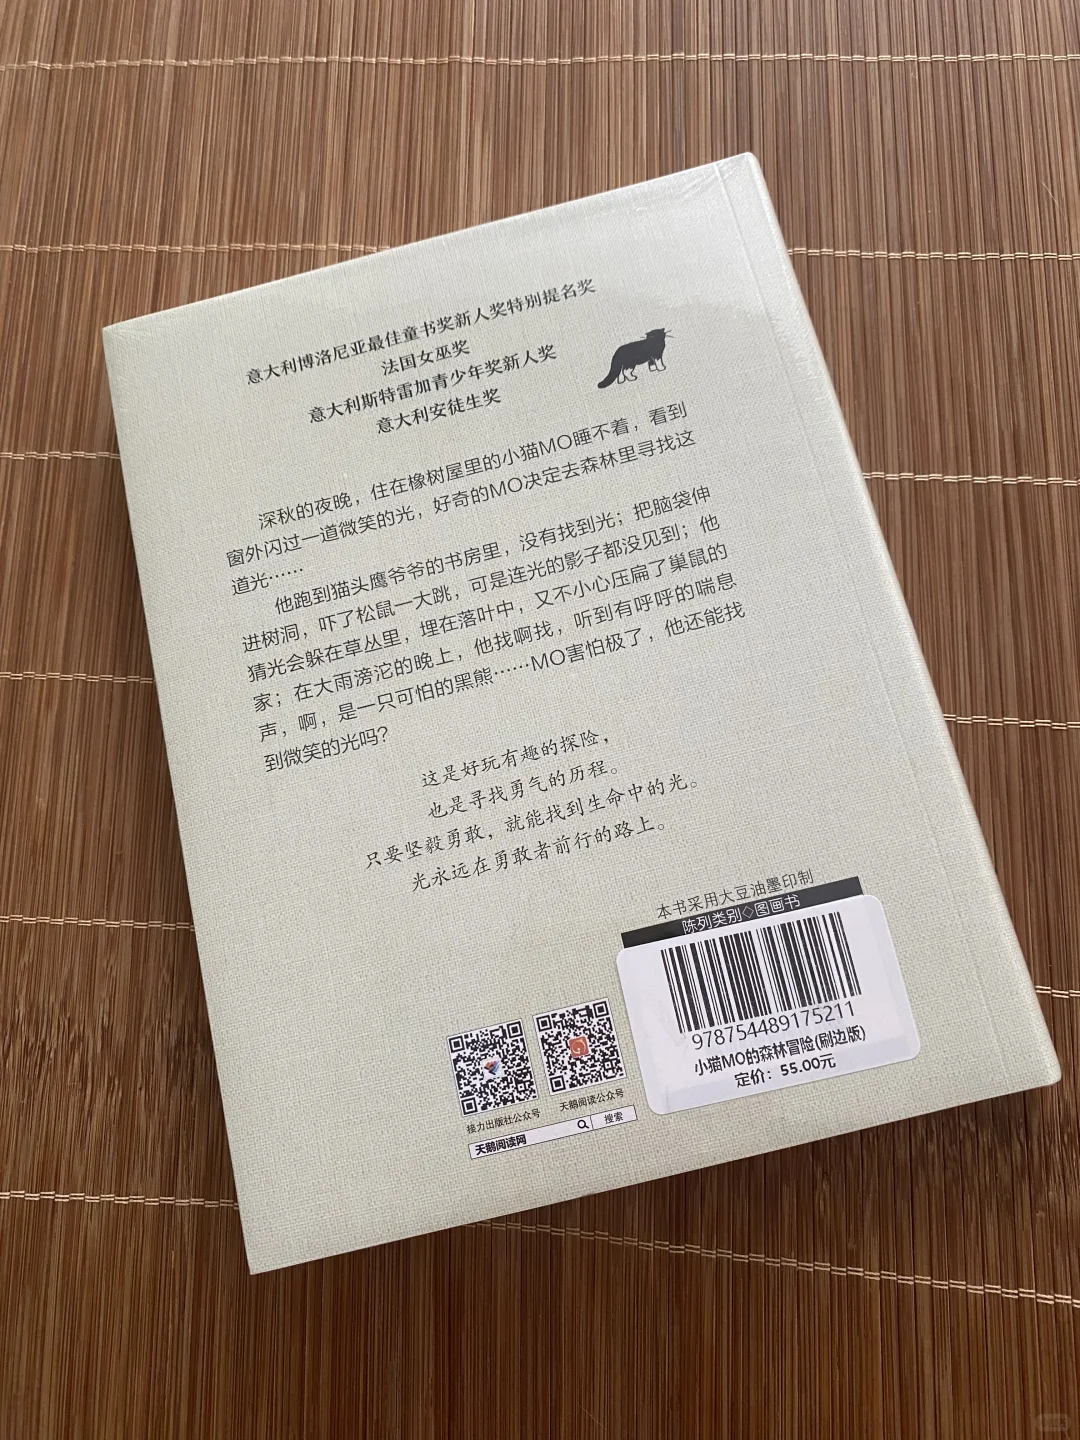 意大利博洛尼亚最佳童书奖新人奖特别提名奖
法国女巫奖
意大利斯特雷加青少年奖新人奖
意大利安徒生奖
深秋的夜晚，住在橡树屋里的小猫MO睡不着，看到
窗外闪过一道微笑的光，好奇的MO决定去森林里寻找这
道光……
他跑到猫头鹰爷爷的书房里，没有找到光；把脑袋伸
进树洞，吓了松鼠一大跳，可是连光的影子都没见到；他
猜光会躲在草丛里，埋在落叶中，又不小心压扁了巢鼠的
家；在大雨滂沱的晚上，他找啊找，听到有呼呼的喘息
声，啊，是一只可怕的黑熊……MO害怕极了，他还能找
到微笑的光吗？
这是好玩有趣的探险，
也是寻找勇气的历程。
只要坚毅勇敢，就能找到生命中的光。
光永远在勇敢者前行的路上。
本书采用大豆油墨印制
陈列类别◇图画书
978754489175211
小猫MO的森林冒险(刷边版)
定价：55.00元
接力出版社公众号
天鹅阅读公众号
天鹅阅读网
搜索